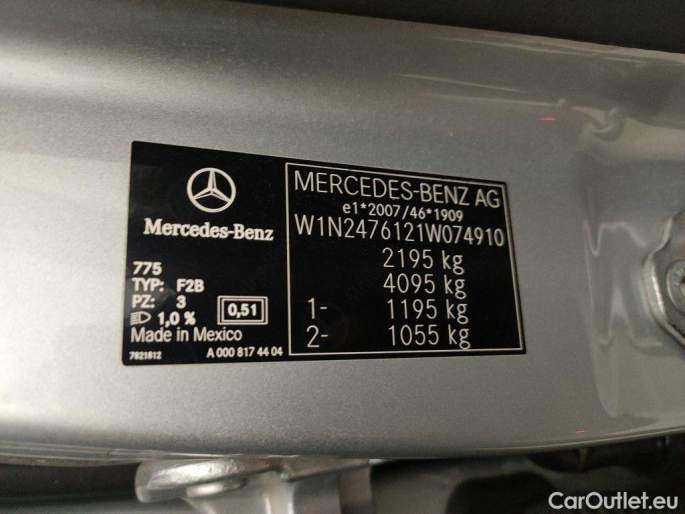 Mercedes-Benz
775
TYP: F2B
PZ: 3
1,0 %
0,51
Made in Mexico
7821612
A 000 817 44 04
MERCEDES-BENZ AG
e1*2007/46*1909
W1N2476121W074910
2195 kg
4095 kg
1- 1195 kg
2- 1055 kg
CarOutlet.eu